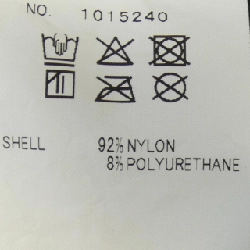 NO. 1015240
SHELL 92% NYLON
8% POLYURETHANE